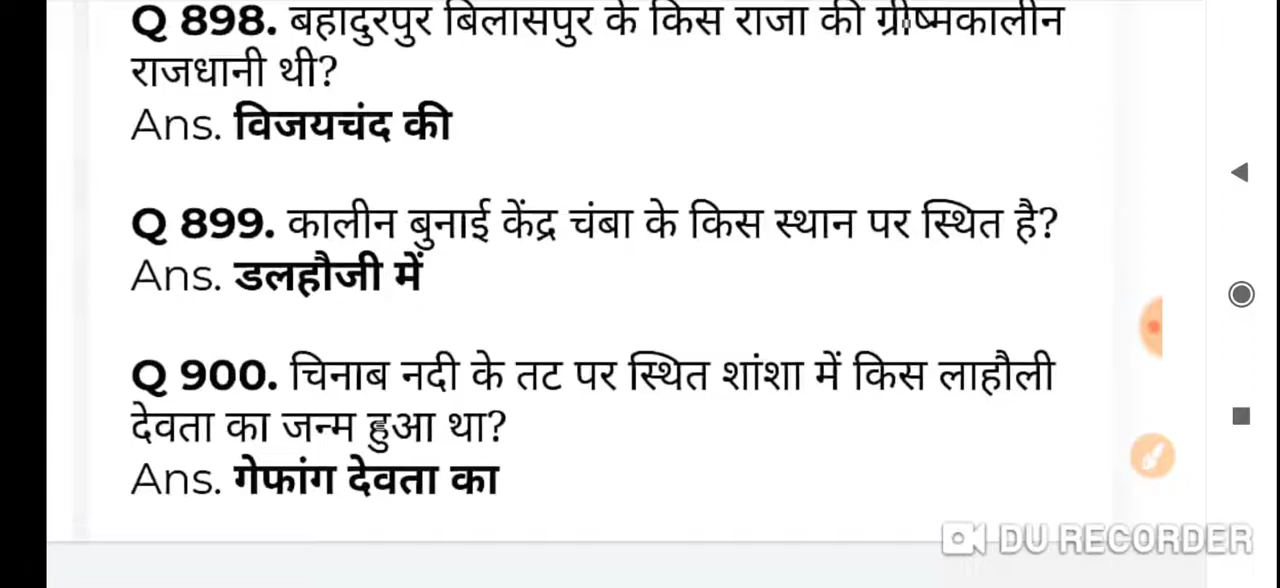 Q 898. बहादुरपुर बिलासपुर के किस राजा की ग्रीष्मकालीन
राजधानी थी?
Ans. विजयचंद की
Q 899. कालीन बुनाई केंद्र चंबा के किस स्थान पर स्थित है?
Ans. डलहौजी में
Q 900. चिनाब नदी के तट पर स्थित शांशा में किस लाहौली
देवता का जन्म हुआ था?
Ans. गेफांग देवता का
DU RECORDER